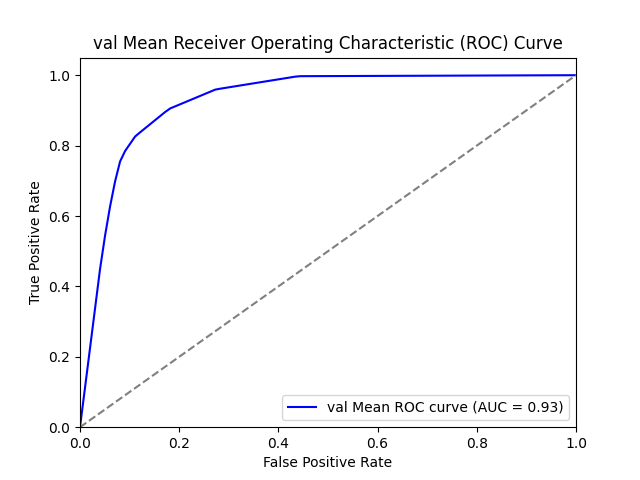 val Mean Receiver Operating Characteristic (ROC) Curve
1.0
0.8
0.6
0.4
0.2
0.0
True Positive Rate
val Mean ROC curve (AUC = 0.93)
0.0 0.2 0.4 0.6 0.8 1.0
False Positive Rate